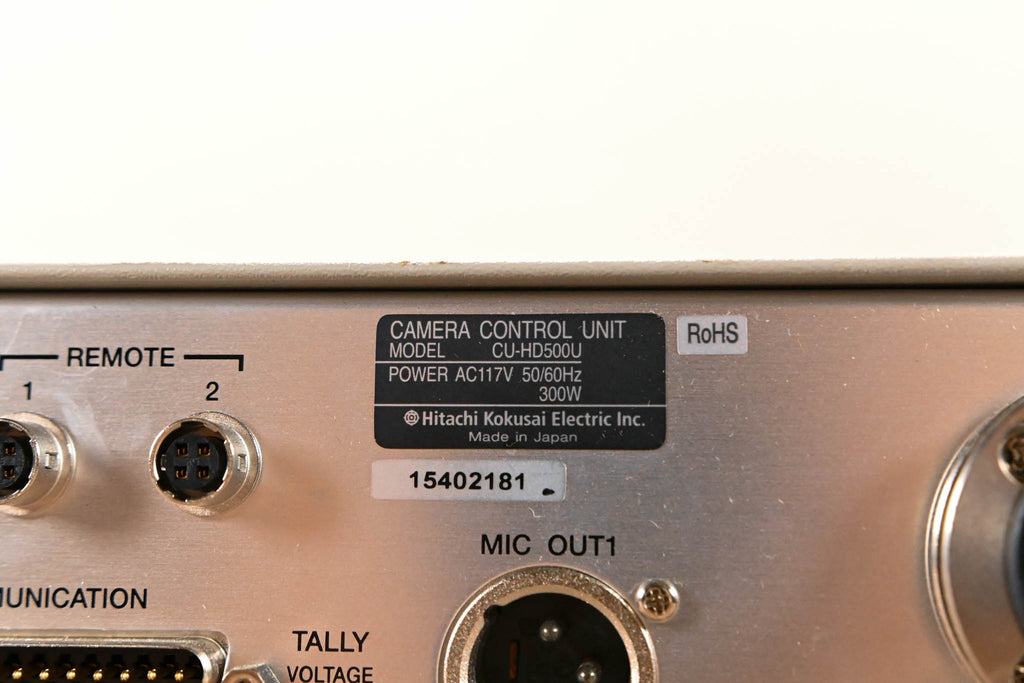 CAMERA CONTROL UNIT
MODEL CU-HD500U
POWER AC117V 50/60Hz
300W
Hitachi Kokusai Electric Inc.
Made in Japan
RoHS
REMOTE
1 2
15402181
MIC OUT1
UNICATION
TALLY
VOLTAGE